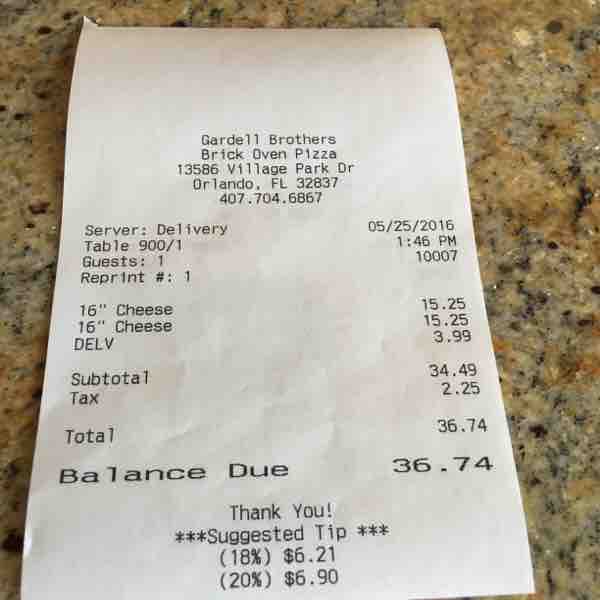 Gardell Brothers
Brick Oven Pizza
13586 Village Park Dr
Orlando, FL 32837
407.704.6867
Server: Delivery 05/25/2016
Table 900/1 1:46 PM
Guests: 1 10007
Reprint #: 1
16" Cheese 15.25
16" Cheese 15.25
DELV 3.99
Subtotal 34.49
Tax 2.25
Total 36.74
Balance Due 36.74
Thank You!
***Suggested Tip ***
(18%) $6.21
(20%) $6.90